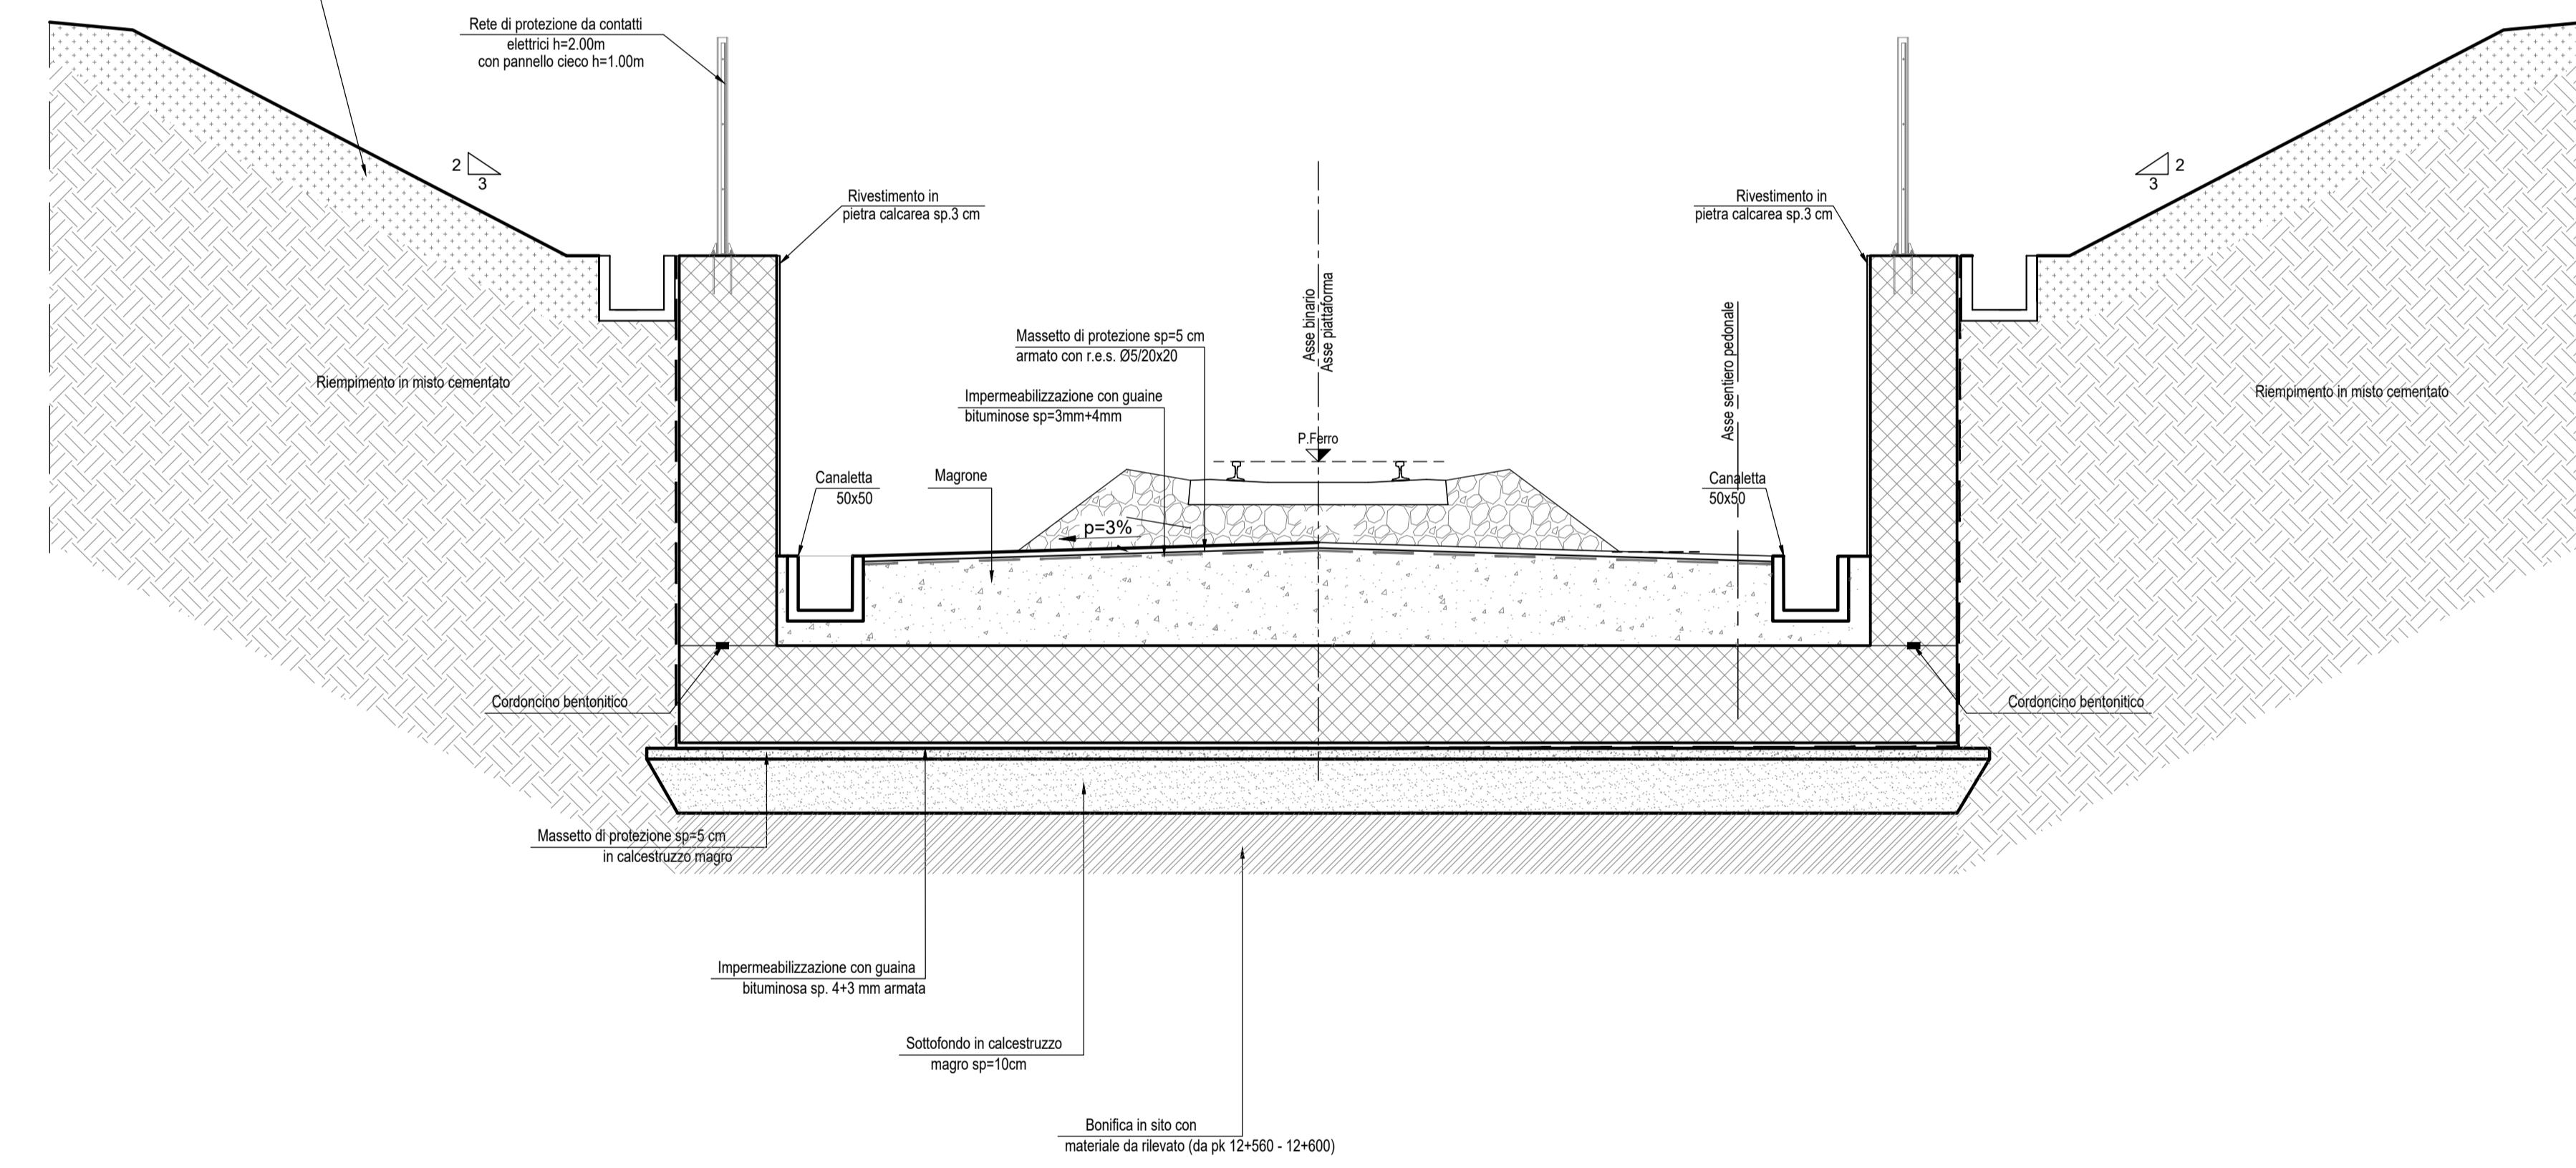 Rete di protezione da contatti
elettrici h=2.00m
con pannello cieco h=1.00m
2
3
2
3
Rivestimento in
pietra calcarea sp.3 cm
Rivestimento in
pietra calcarea sp.3 cm
Asse binario
Asse piattaforma
Asse sentiero pedonale
Massetto di protezione sp=5 cm
armato con r.e.s. Ø5/20x20
Riempimento in misto cementato
Riempimento in misto cementato
Impermeabilizzazione con guaine
bituminose sp=3mm+4mm
P.Ferro
Canaletta
50x50
Magrone
Canaletta
50x50
p=3%
Cordoncino bentonitico
Cordoncino bentonitico
Massetto di protezione sp=5 cm
in calcestruzzo magro
Impermeabilizzazione con guaina
bituminosa sp. 4+3 mm armata
Sottofondo in calcestruzzo
magro sp=10cm
Bonifica in sito con
materiale da rilevato (da pk 12+560 - 12+600)